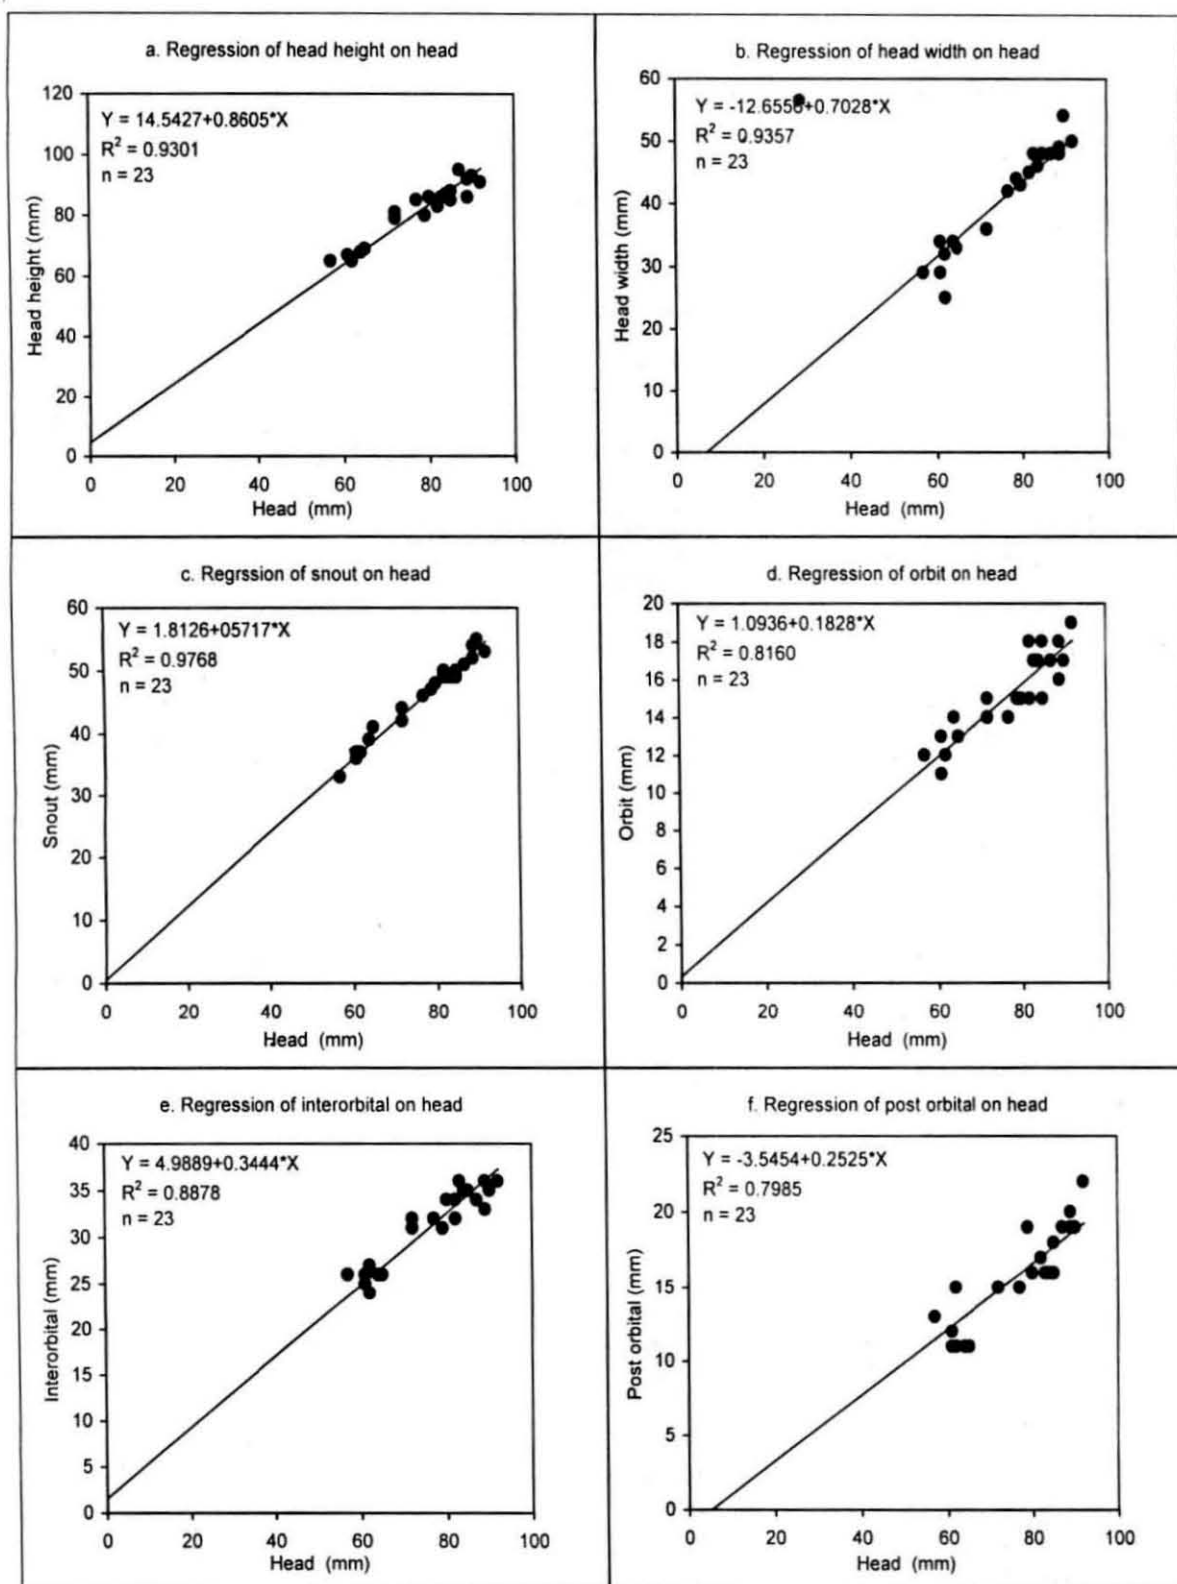 a. Regression of head height on head
Y = 14.5427+0.8605*X
R² = 0.9301
n = 23
Head height (mm)
120
100
80
60
40
20
0
0 20 40 60 80 100
Head (mm)
b. Regression of head width on head
Y = -12.6556+0.7028*X
R² = 0.9357
n = 23
Head width (mm)
60
50
40
30
20
10
0
0 20 40 60 80 100
Head (mm)
c. Regrssion of snout on head
Y = 1.8126+05717*X
R² = 0.9768
n = 23
Snout (mm)
60
50
40
30
20
10
0
0 20 40 60 80 100
Head (mm)
d. Regression of orbit on head
Y = 1.0936+0.1828*X
R² = 0.8160
n = 23
Orbit (mm)
20
18
16
14
12
10
8
6
4
2
0
0 20 40 60 80 100
Head (mm)
e. Regression of interorbital on head
Y = 4.9889+0.3444*X
R² = 0.8878
n = 23
Interorbital (mm)
40
35
30
25
20
15
10
5
0
0 20 40 60 80 100
Head (mm)
f. Regression of post orbital on head
Y = -3.5454+0.2525*X
R² = 0.7985
n = 23
Post orbital (mm)
25
20
15
10
5
0
0 20 40 60 80 100
Head (mm)